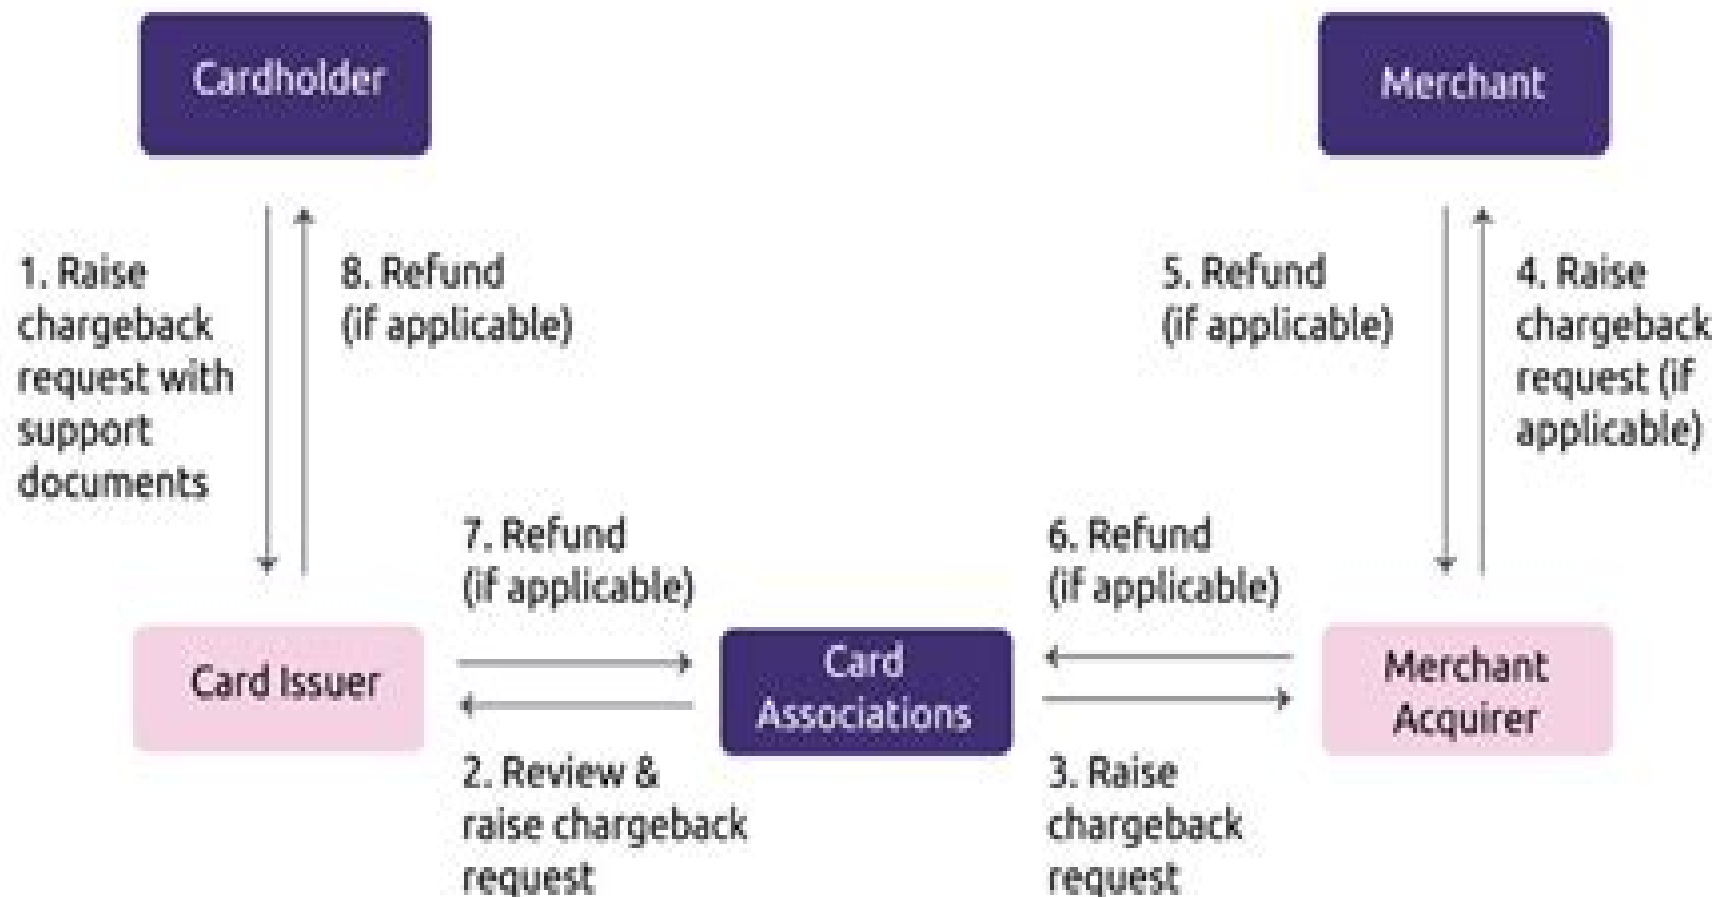 Cardholder
Merchant
1. Raise
chargeback
request with
support
documents
8. Refund
(if applicable)
5. Refund
(if applicable)
4. Raise
chargeback
request (if
applicable)
7. Refund
(if applicable)
6. Refund
(if applicable)
Card Issuer
Card
Associations
Merchant
Acquirer
2. Review &
raise chargeback
request
3. Raise
chargeback
request